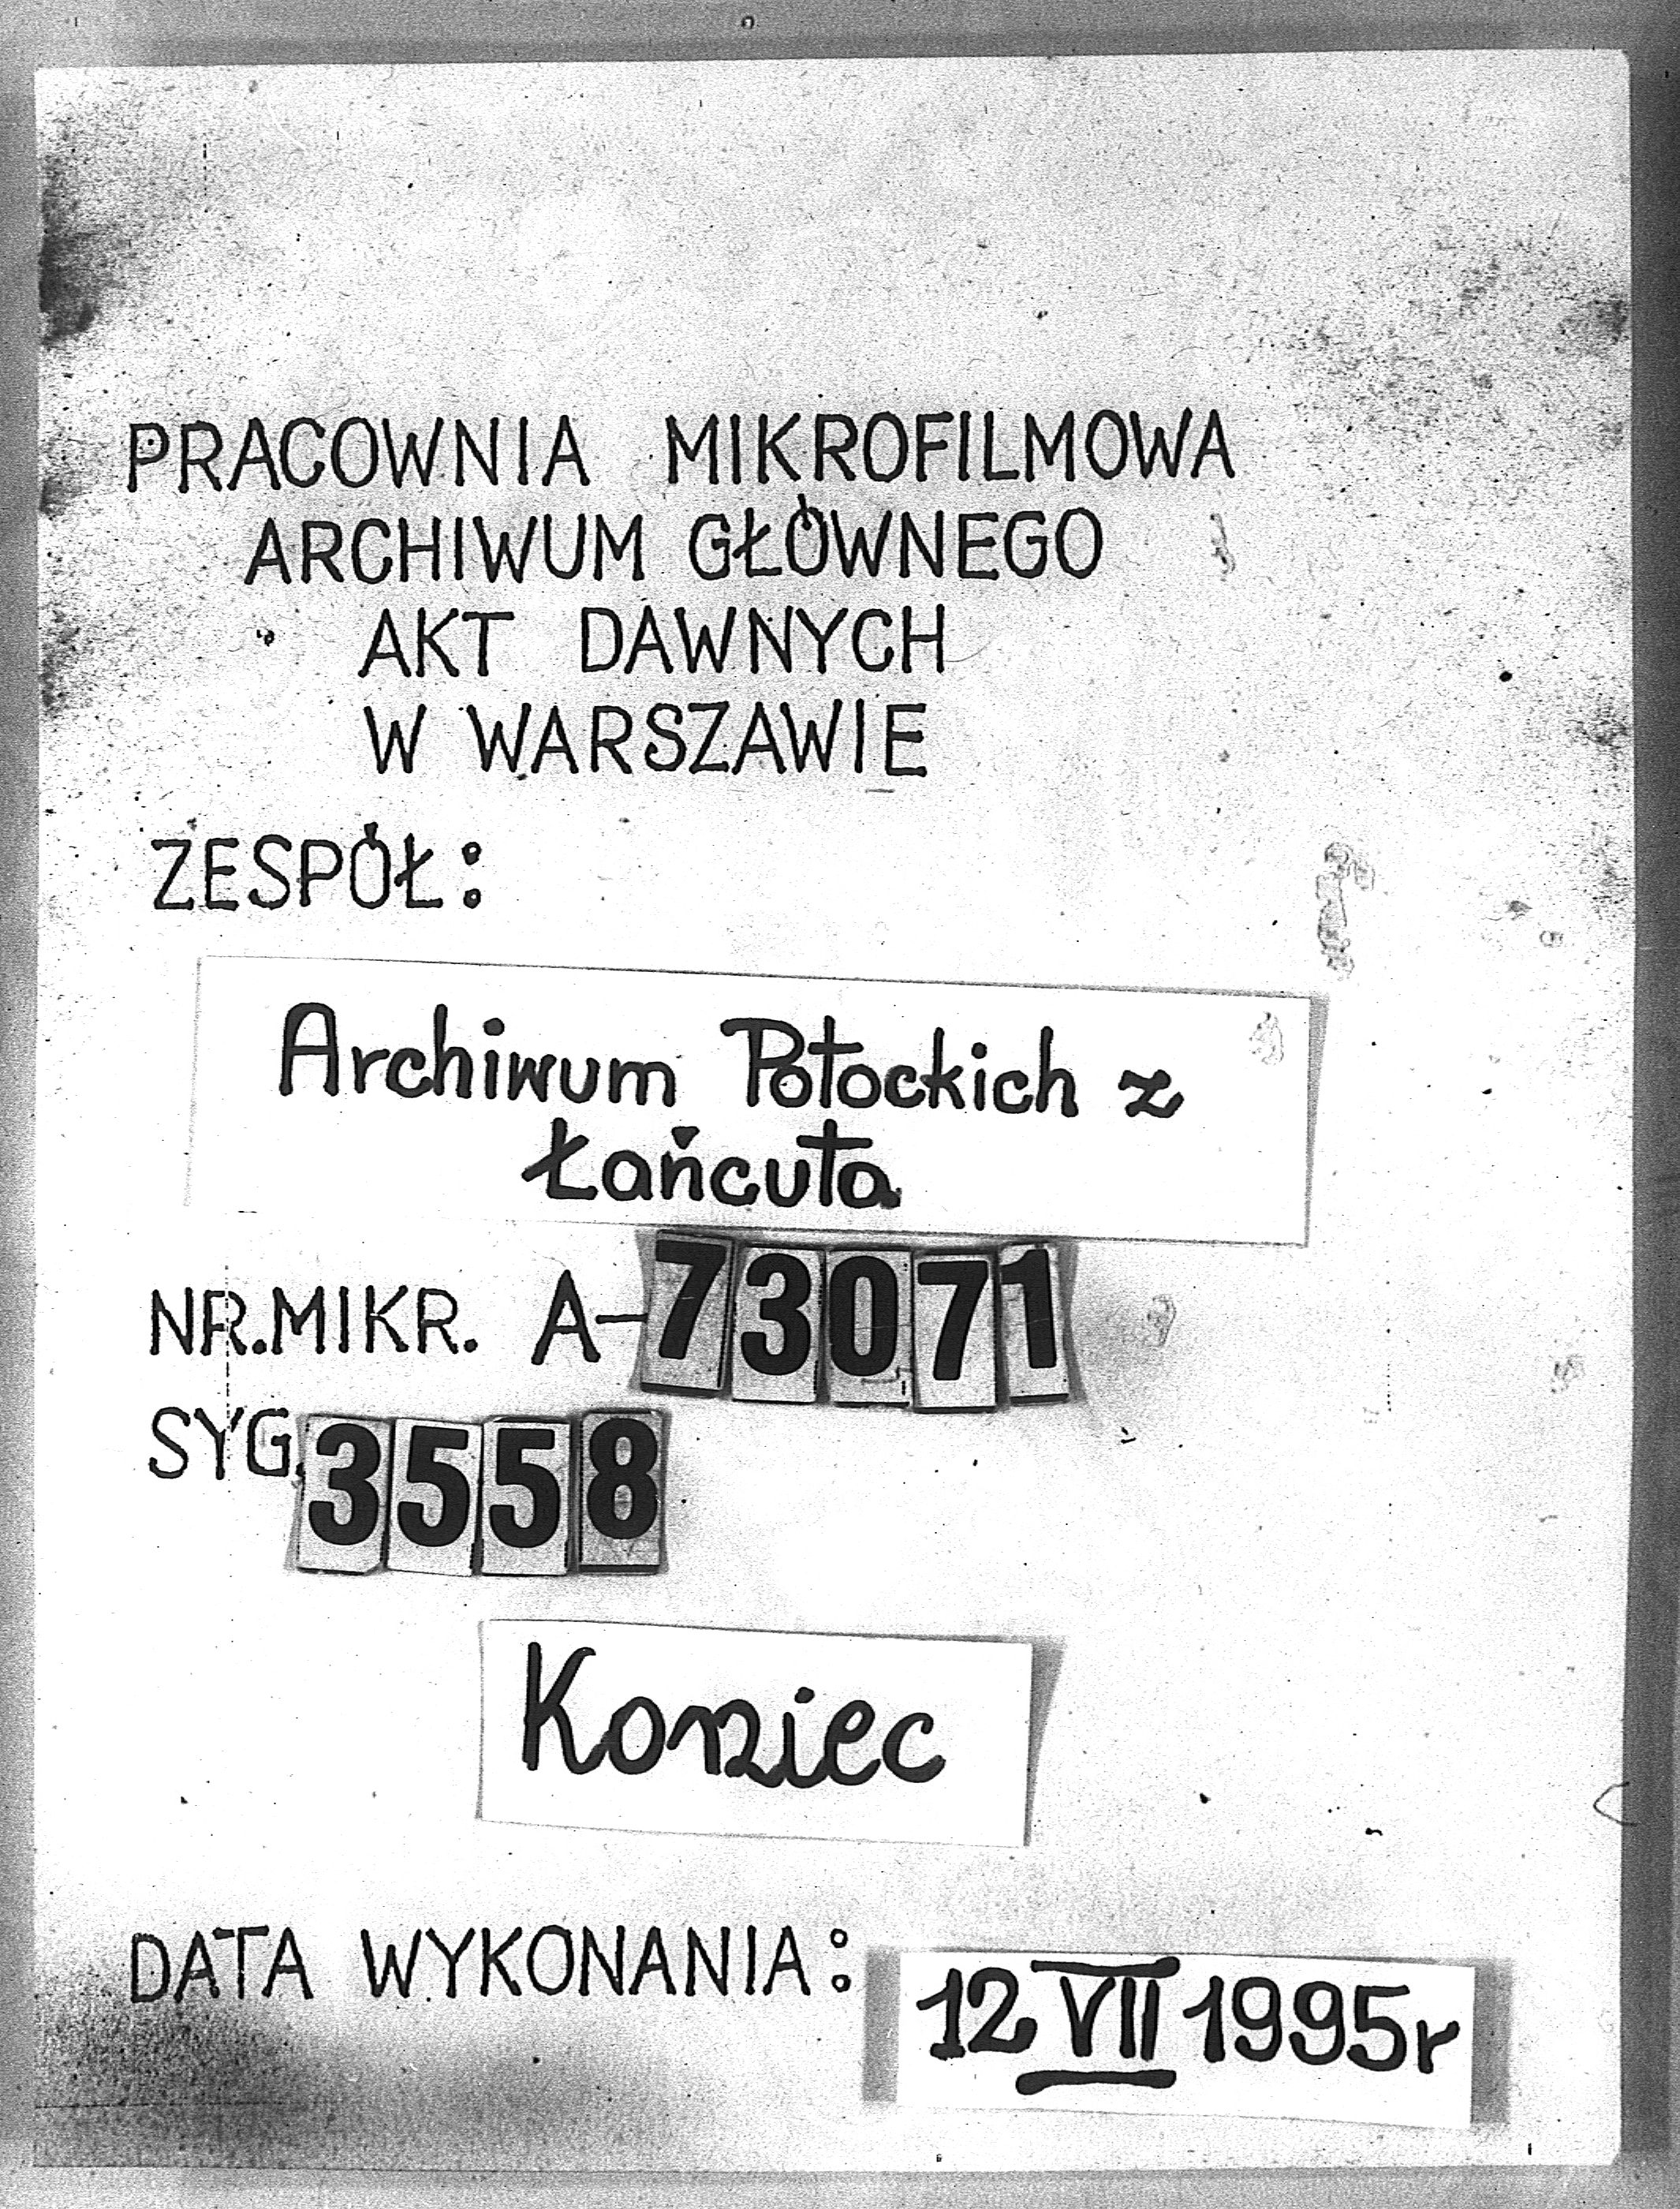 PRACOWNIA MIKROFILMOWA
ARCHIWUM GŁÓWNEGO
AKT DAWNYCH
W WARSZAWIE
ZESPÓŁ:
Archiwum Potockich z
Łańcuta
NR.MIKR. A-73071
SYG. 3558
Koniec
DATA WYKONANIA: 12 VII 1995r